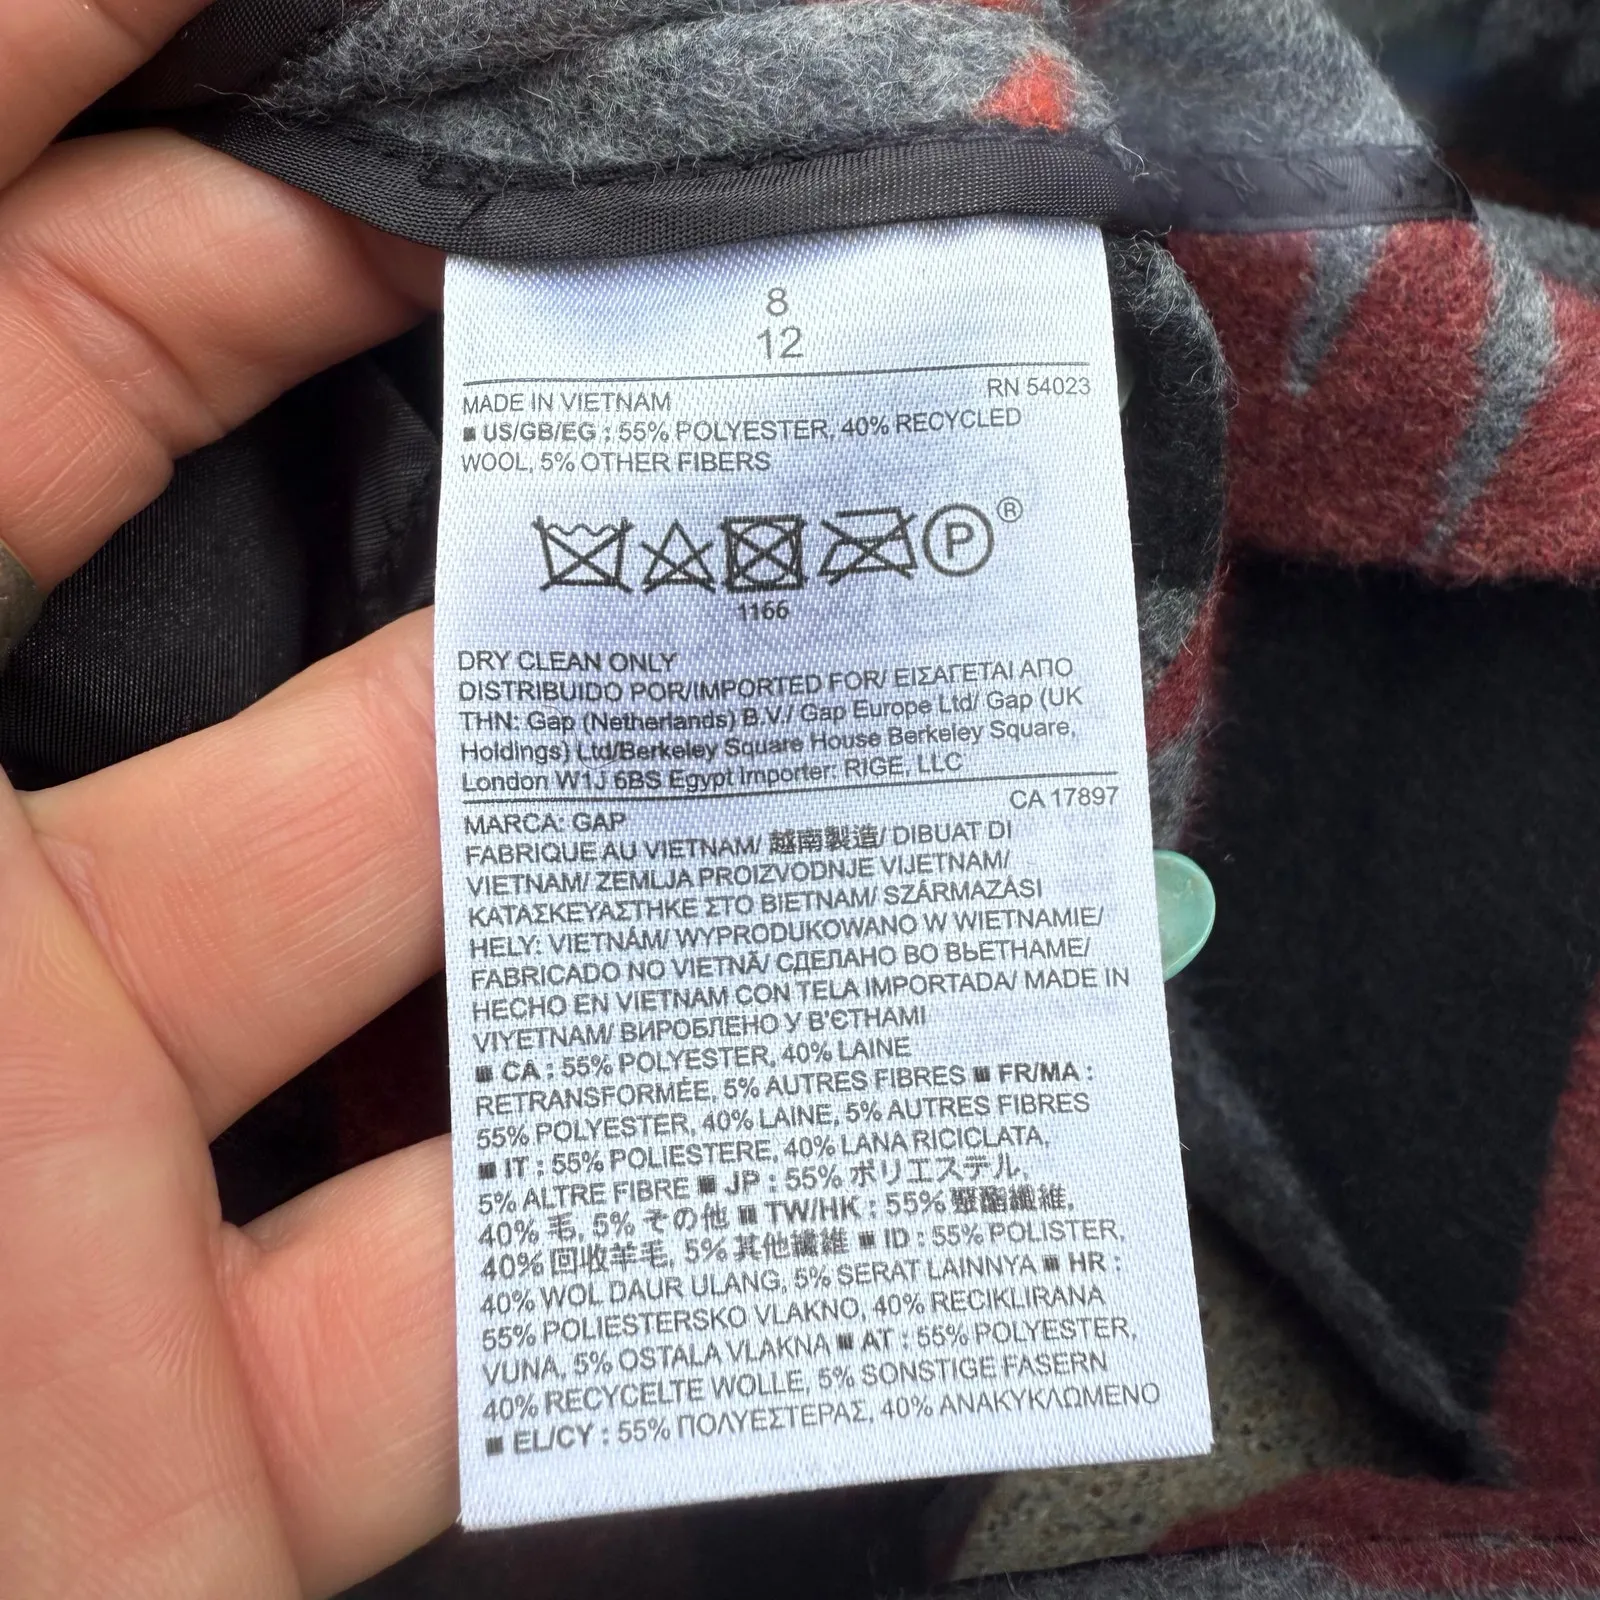 8
12
RN 54023
MADE IN VIETNAM
■ US/GB/EG : 55% POLYESTER, 40% RECYCLED
WOOL, 5% OTHER FIBERS
P ®
1166
DRY CLEAN ONLY
DISTRIBUIDO POR/IMPORTED FOR/ ΕΙΣΑΓΕΤΑΙ ΑΠΟ
ΤΗΝ: Gap (Netherlands) B.V./ Gap Europe Ltd/ Gap (UK
Holdings) Ltd/Berkeley Square House Berkeley Square,
London W1J 6BS Egypt Importer: RIGE, LLC
CA 17897
MARCA: GAP
FABRIQUE AU VIETNAM/ 越南製造/ DIBUAT DI
VIETNAM/ ZEMLJA PROIZVODNJE VIJETNAM/
ΚΑΤΑΣΚΕΥΑΣΤΗΚΕ ΣΤΟ ΒΙΕΤΝΑΜ/ SZÁRMAZÁSI
HELY: VIETNÁM/ WYPRODUKOWANO W WIETNAMIE/
FABRICADO NO VIETNÃ/ СДЕЛАНО ВО ВЬЕТНАМЕ/
HECHO EN VIETNAM CON TELA IMPORTADA/ MADE IN
VIYETNAM/ ВИРОБЛЕНО У В'ЄТНАМІ
■ CA : 55% POLYESTER, 40% LAINE
RETRANSFORMÉE, 5% AUTRES FIBRES ■ FR/MA :
55% POLYESTER, 40% LAINE, 5% AUTRES FIBRES
■ IT : 55% POLIESTERE, 40% LANA RICICLATA,
5% ALTRE FIBRE ■ JP : 55% ポリエステル,
40% 毛, 5% その他 ■ TW/HK : 55% 聚酯纖維,
40% 回收羊毛, 5% 其他纖維 ■ ID : 55% POLISTER,
40% WOL DAUR ULANG, 5% SERAT LAINNYA ■ HR :
55% POLIESTERSKO VLAKNO, 40% RECIKLIRANA
VUNA, 5% OSTALA VLAKNA ■ AT : 55% POLYESTER,
40% RECYCELTE WOLLE, 5% SONSTIGE FASERN
■ EL/CY : 55% ΠΟΛΥΕΣΤΕΡΑΣ, 40% ΑΝΑΚΥΚΛΩΜΕΝΟ